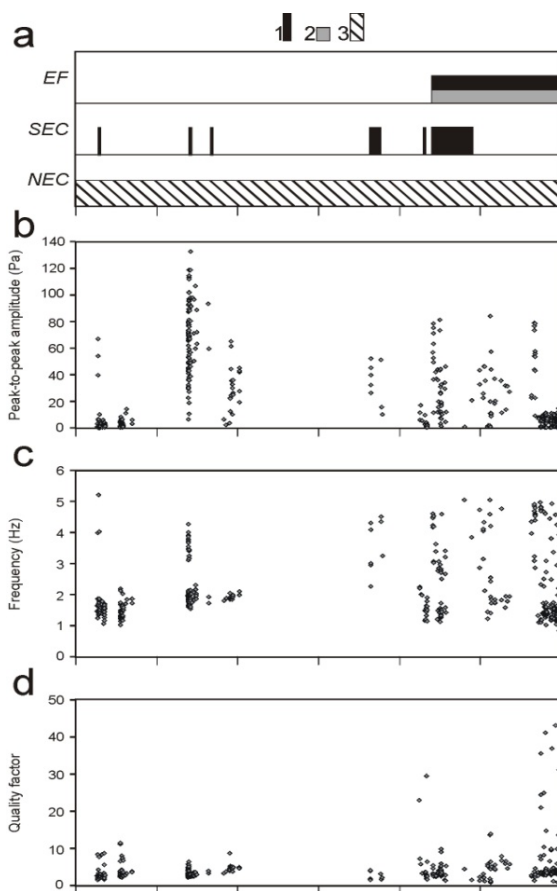 a
1 2 3
EF
SEC
NEC
b
Peak-to-peak amplitude (Pa)
140
120
100
80
60
40
20
0
c
Frequency (Hz)
6
5
4
3
2
1
0
d
Quality factor
50
40
30
20
10
0